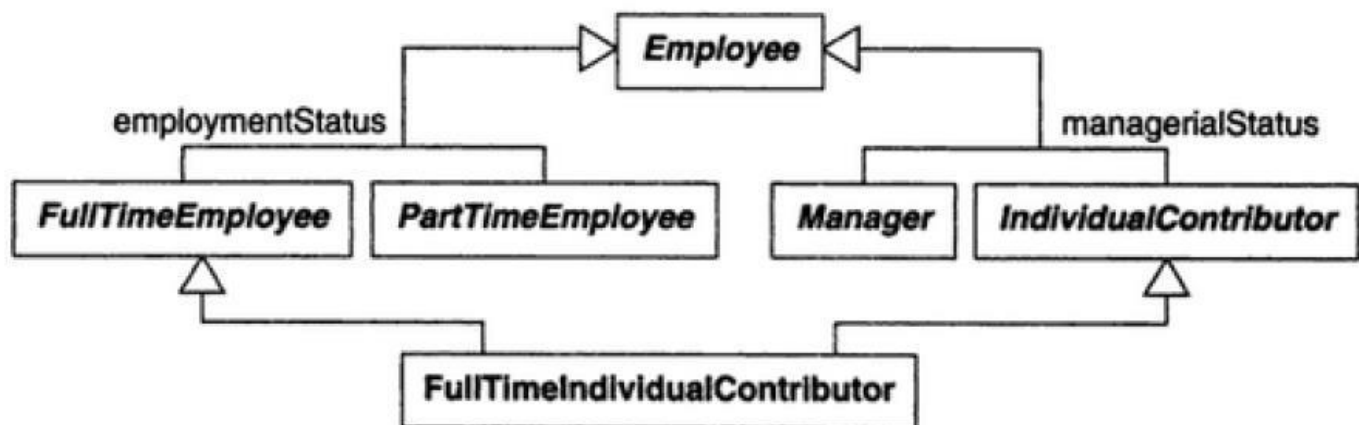 Employee
employmentStatus
managerialStatus
FullTimeEmployee
PartTimeEmployee
Manager
IndividualContributor
FullTimeIndividualContributor